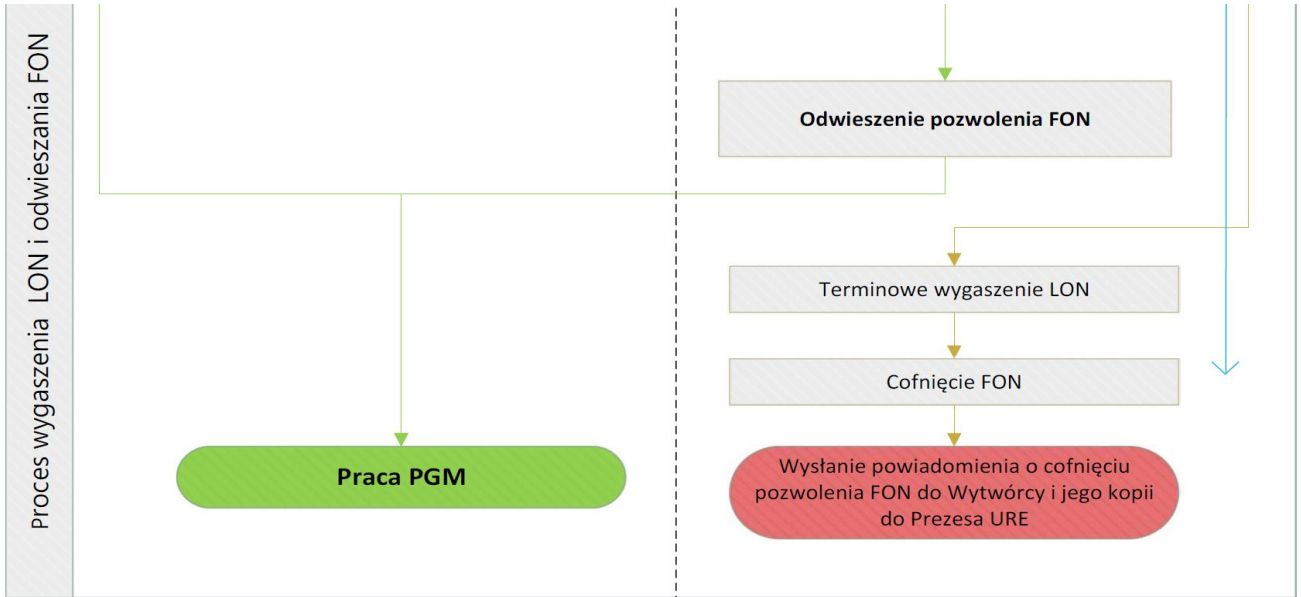 Proces wygaszenia LON i odwieszania FON
Odwieszenie pozwolenia FON
Terminowe wygaszenie LON
Cofnięcie FON
Praca PGM
Wysłanie powiadomienia o cofnięciu
pozwolenia FON do Wytwórcy i jego kopii
do Prezesa URE